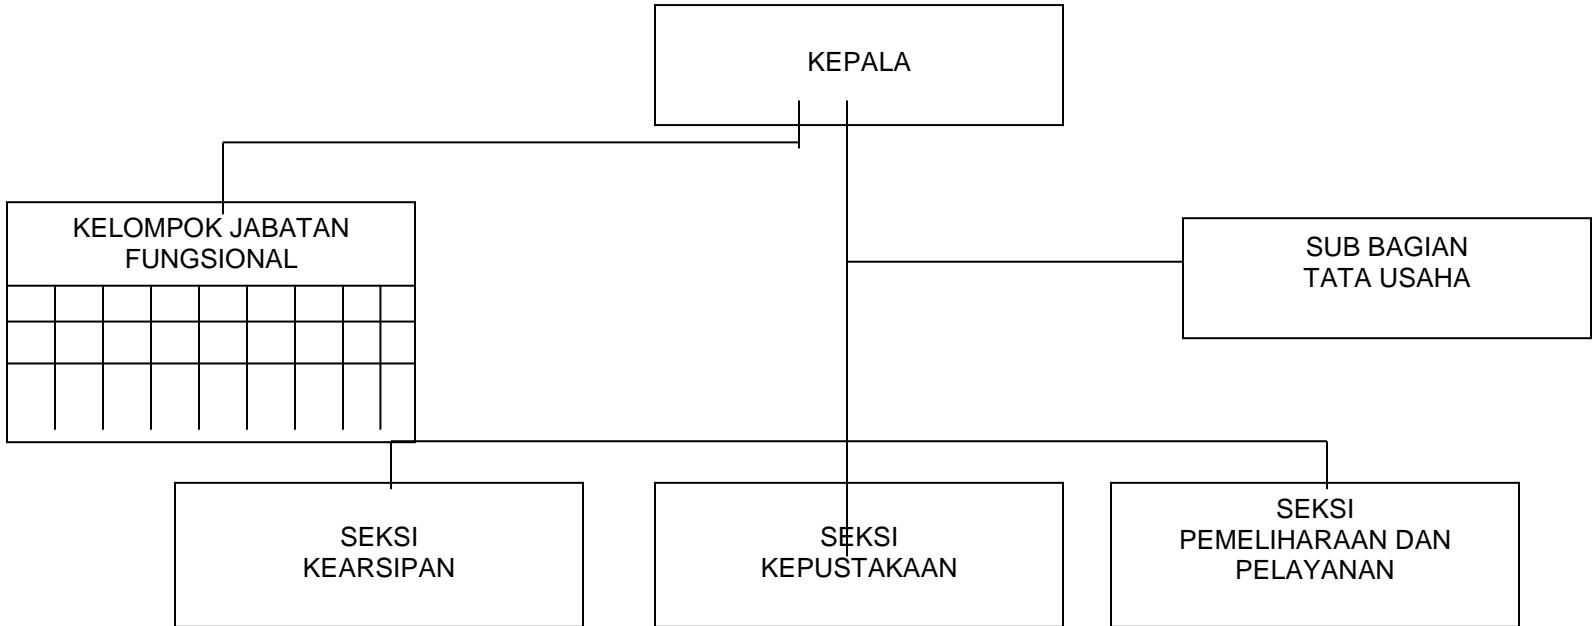 KEPALA
KELOMPOK JABATAN
FUNGSIONAL
SUB BAGIAN
TATA USAHA
SEKSI
KEARSIPAN
SEKSI
KEPUSTAKAAN
SEKSI
PEMELIHARAAN DAN
PELAYANAN